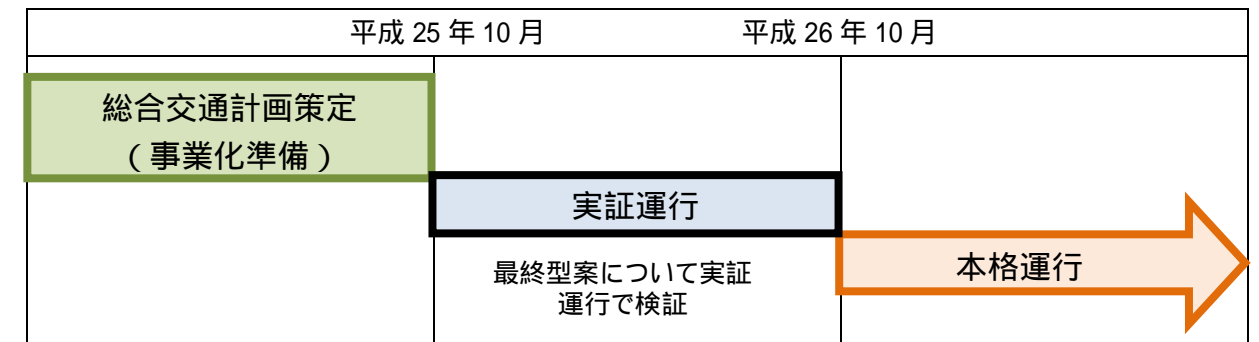 平成 25 年 10 月
平成 26 年 10 月
総合交通計画策定
（事業化準備）
実証運行
最終型案について実証
運行で検証
本格運行